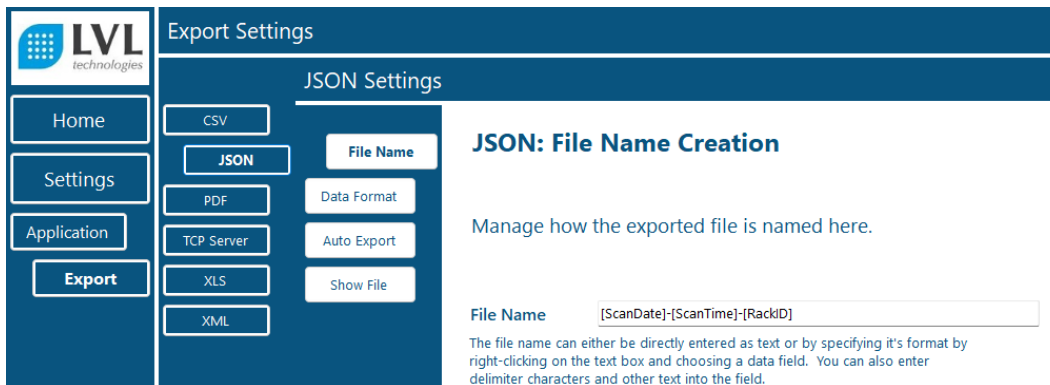 LVL
technologies
Export Settings
JSON Settings
Home
Settings
Application
Export
CSV
JSON
PDF
TCP Server
XLS
XML
File Name
Data Format
Auto Export
Show File
JSON: File Name Creation
Manage how the exported file is named here.
File Name
[ScanDate]-[ScanTime]-[RackID]
The file name can either be directly entered as text or by specifying it's format by
right-clicking on the text box and choosing a data field. You can also enter
delimiter characters and other text into the field.